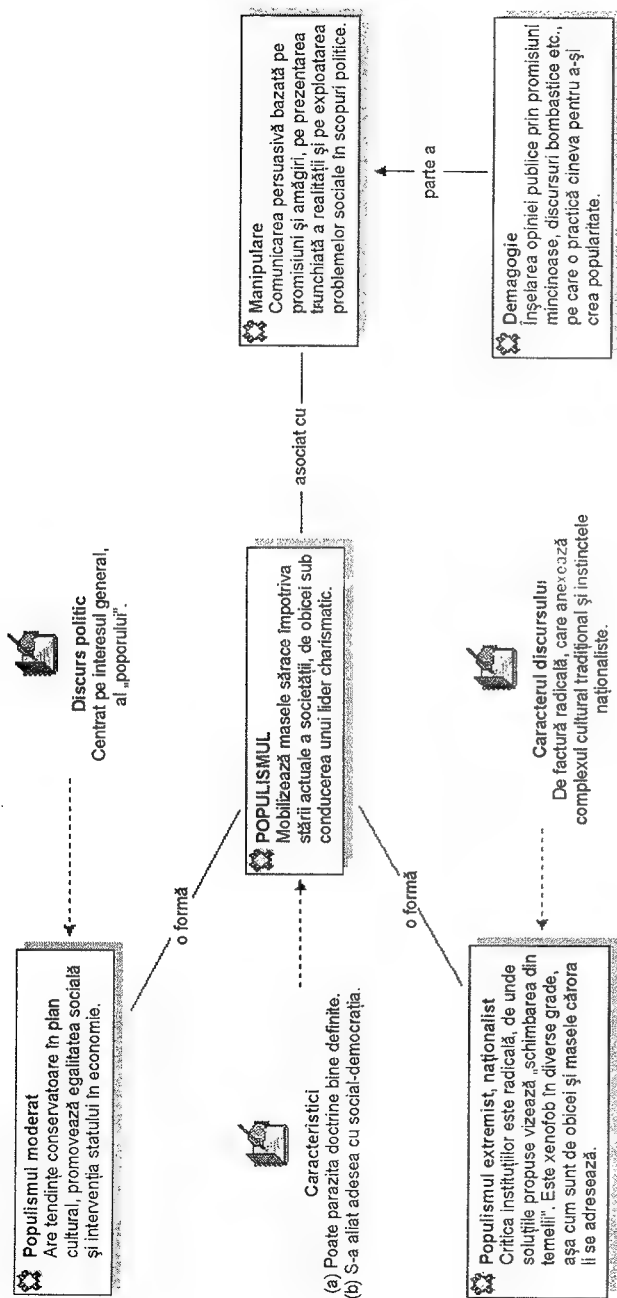 Populismul moderat
Are tendințe conservatoare în plan
cultural, promovează egalitatea socială
și intervenția statului în economie.
Discurs politic
Centrat pe interesul general,
al „poporului”.
o formă
Caracteristici
(a) Poate parazita doctrine bine definite.
(b) S-a aliat adesea cu social-democrația.
POPULISMUL
Mobilizează masele sărace împotriva
stării actuale a societății, de obicei sub
conducerea unui lider charismatic.
asociat cu
Manipulare
Comunicarea persuasivă bazată pe
promisiuni și amăgiri, pe prezentarea
trunchiată a realității și pe exploatarea
problemelor sociale în scopuri politice.
parte a
Demagogie
Înșelarea opiniei publice prin promisiuni
mincinoase, discursuri bombastice etc.,
pe care o practică cineva pentru a-și
crea popularitate.
o formă
Populismul extremist, naționalist
Critica instituțiilor este radicală, de unde
soluțiile propuse vizează „schimbarea din
temelii”. Este xenofob în diverse grade,
așa cum sunt de obicei și masele cărora
li se adresează.
Caracterul discursului
De factură radicală, care anexează
complexul cultural tradițional și instinctele
naționaliste.